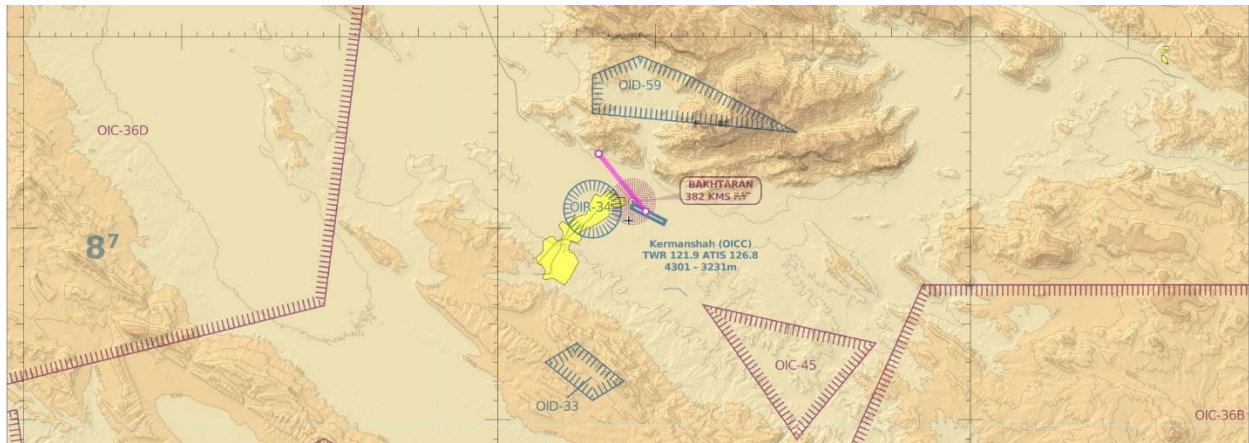 OID-59
OIC-36D
BAKHTARAN
382 KMS
OIR-34
Kermanshah (OICC)
TWR 121.9 ATIS 126.8
4301 - 3231m
8⁷
OIC-45
OID-33
OIC-36B